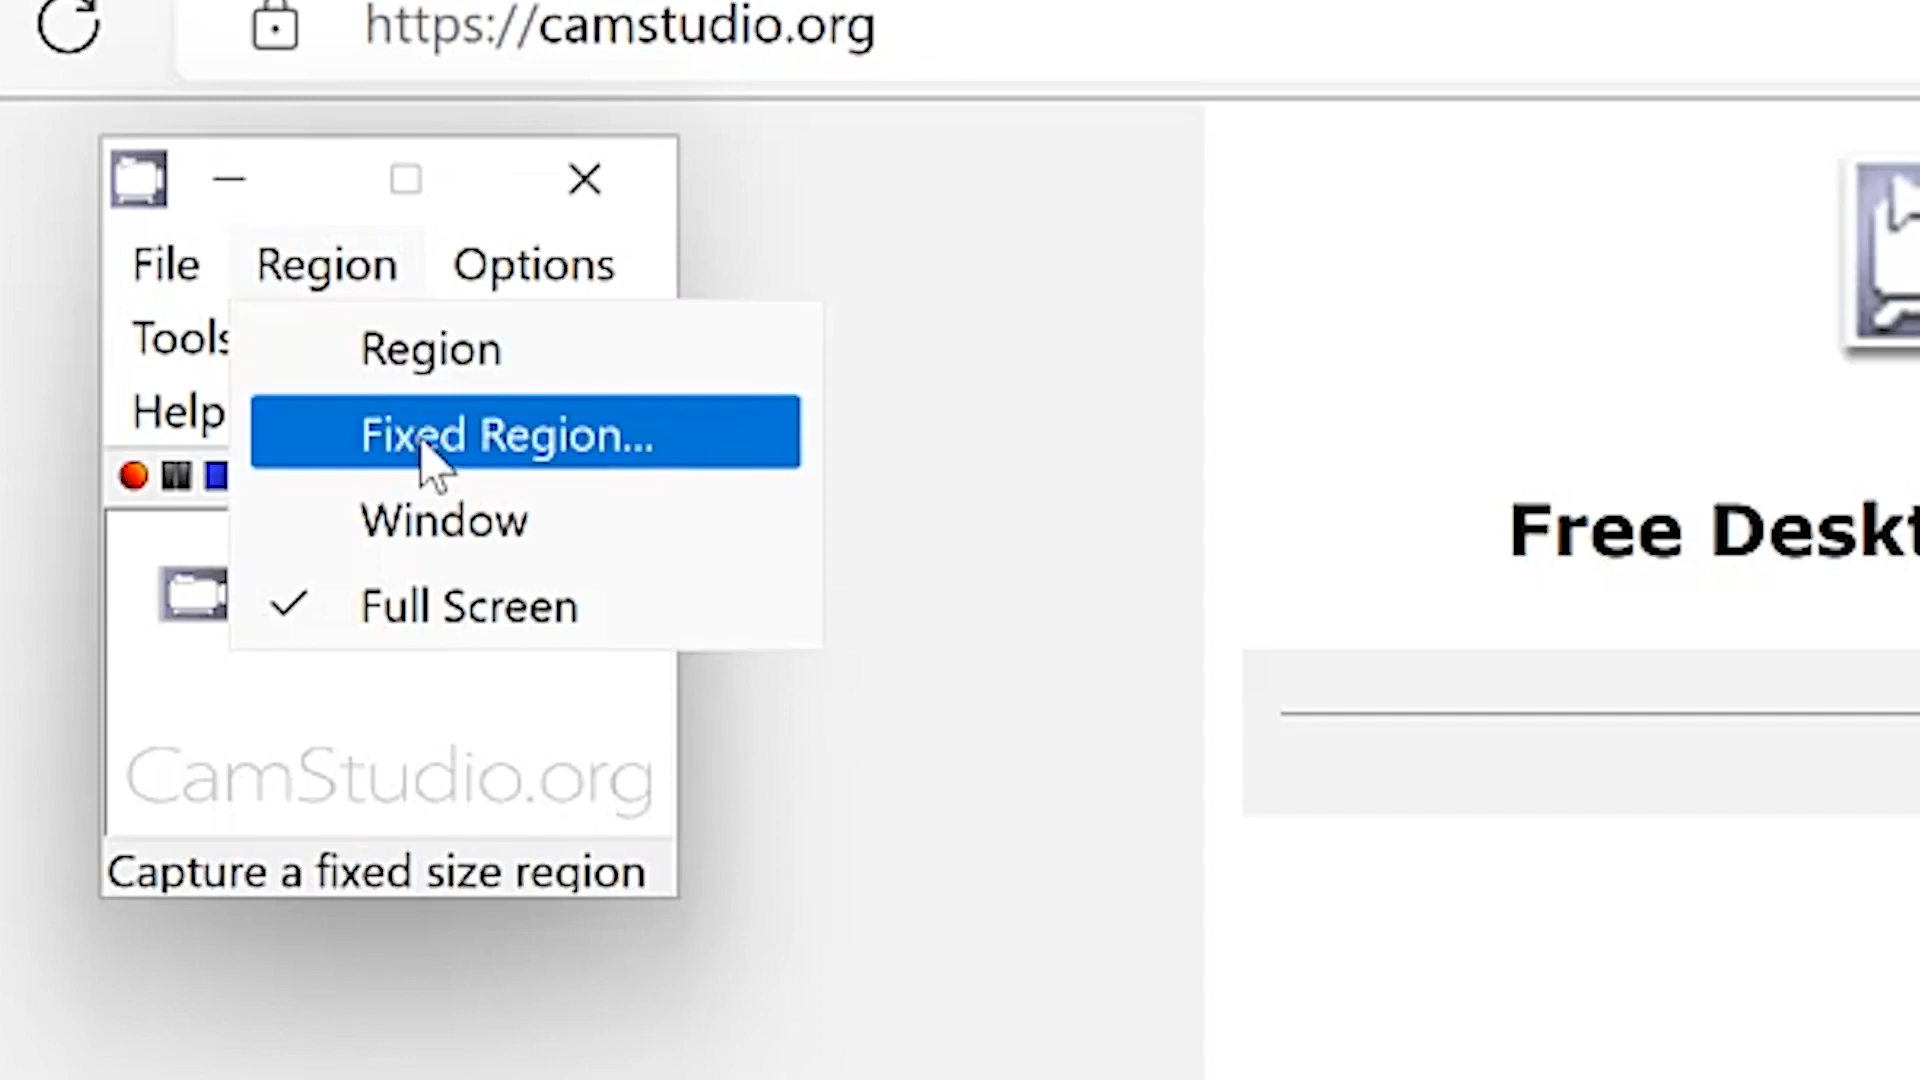 https://camstudio.org
File Region Options
Tools
Help
Region
Fixed Region...
Window
Full Screen
CamStudio.org
Capture a fixed size region
Free Deskt